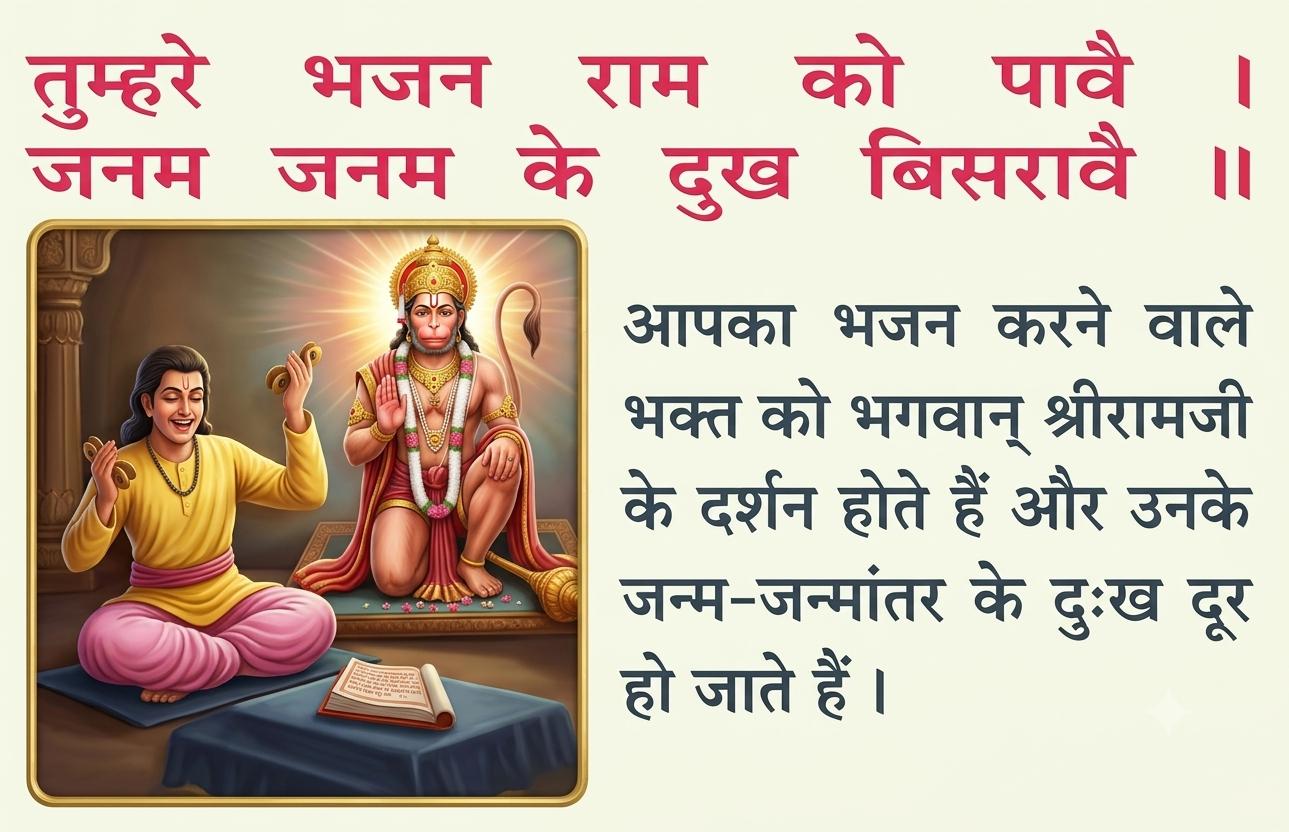 तुम्हरे भजन राम को पावै ।
जनम जनम के दुख बिसरावै ॥
आपका भजन करने वाले
भक्त को भगवान् श्रीरामजी
के दर्शन होते हैं और उनके
जन्म-जन्मांतर के दुःख दूर
हो जाते हैं ।